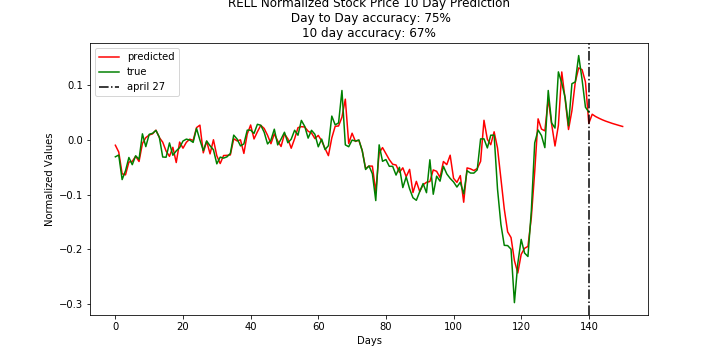 RELL Normalized Stock Price 10 Day Prediction
Day to Day accuracy: 75%
10 day accuracy: 67%
predicted
true
april 27
Normalized Values
0.1
0.0
−0.1
−0.2
−0.3
0 20 40 60 80 100 120 140
Days